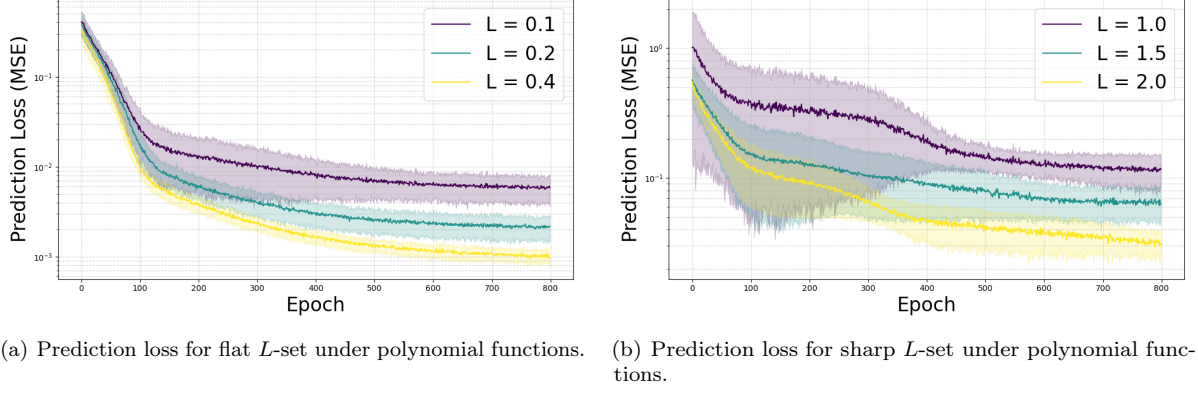 Prediction Loss (MSE)
10⁻¹
10⁻²
10⁻³
0 100 200 300 400 500 600 700 800
Epoch
L = 0.1
L = 0.2
L = 0.4
(a) Prediction loss for flat L-set under polynomial functions.
Prediction Loss (MSE)
10⁰
10⁻¹
0 100 200 300 400 500 600 700 800
Epoch
L = 1.0
L = 1.5
L = 2.0
(b) Prediction loss for sharp L-set under polynomial func-
tions.